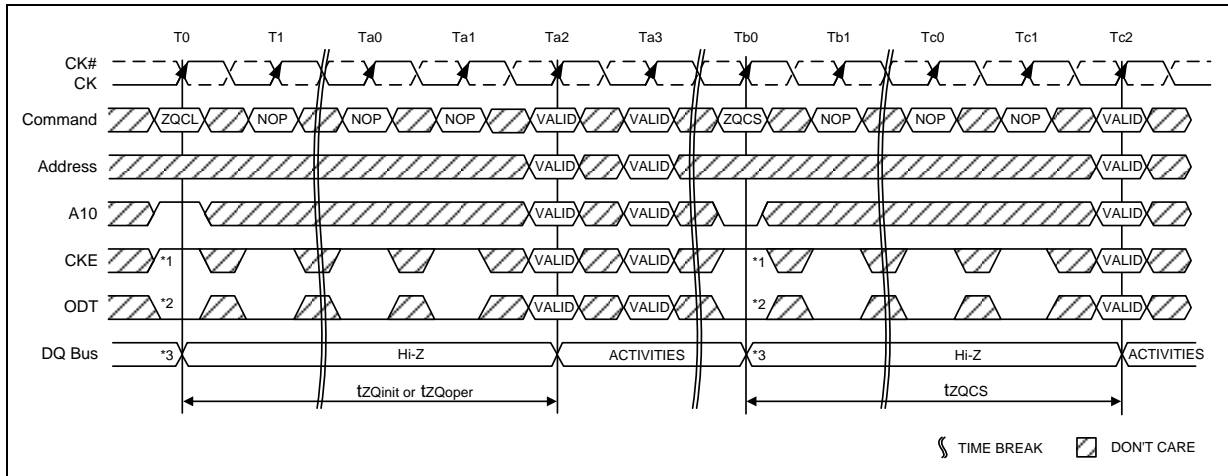 T0 T1 Ta0 Ta1 Ta2 Ta3 Tb0 Tb1 Tc0 Tc1 Tc2
CK#
CK
Command ZQCL NOP NOP NOP VALID VALID ZQCS NOP NOP NOP VALID
Address VALID VALID VALID
A10 VALID VALID VALID
CKE *1 VALID VALID *1 VALID
ODT *2 VALID VALID *2 VALID
DQ Bus *3 Hi-Z ACTIVITIES *3 Hi-Z ACTIVITIES
tZQinit or tZQoper tZQCS
TIME BREAK DON'T CARE